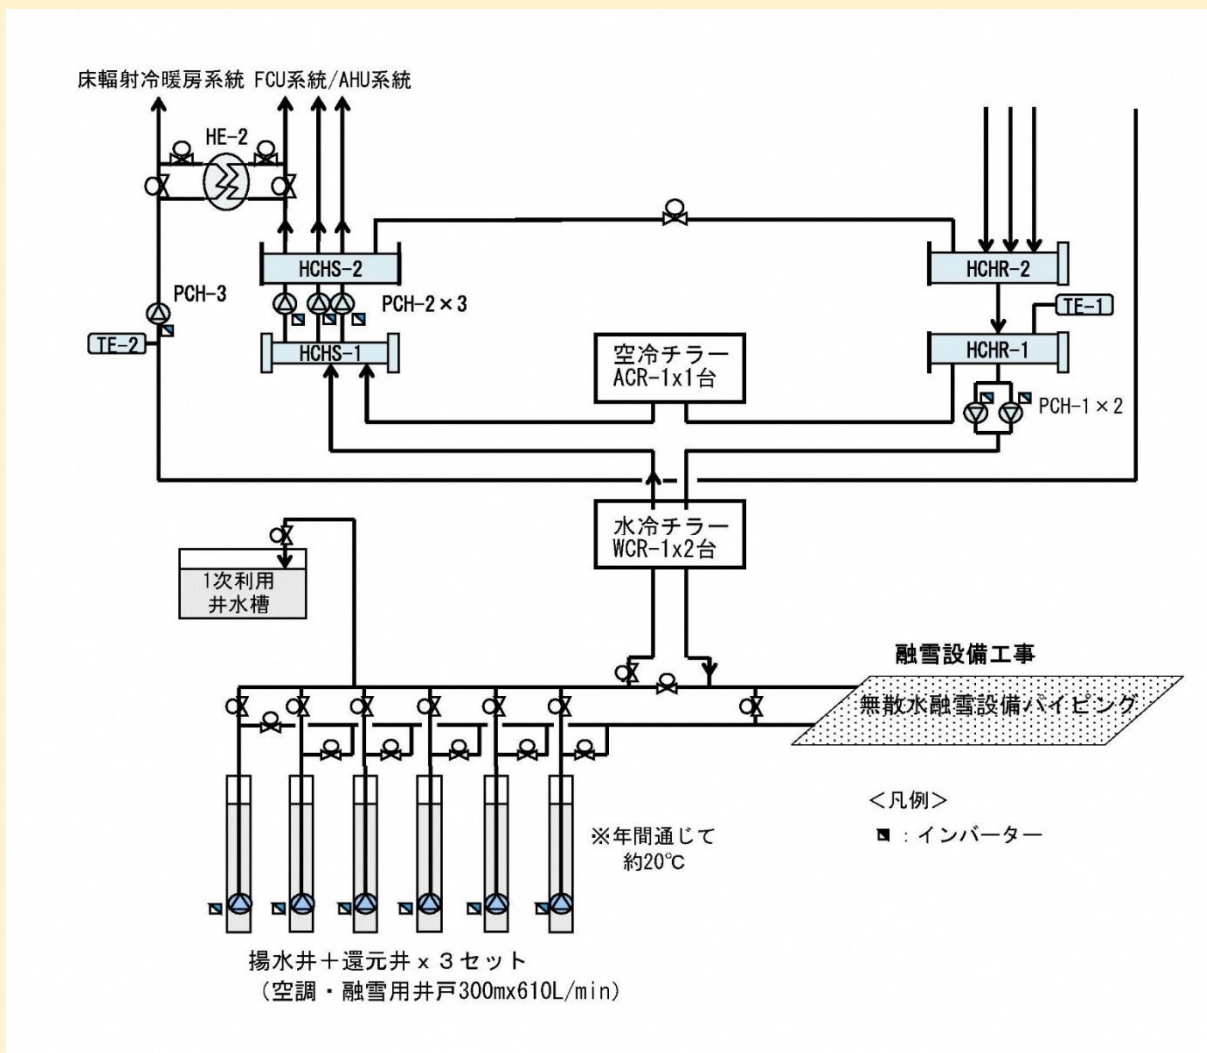 床輻射冷暖房系統 FCU系統/AHU系統
HE-2
HCHS-2
HCHR-2
PCH-3
PCH-2×3
TE-1
TE-2
HCHS-1
空冷チラー
ACR-1x1台
HCHR-1
PCH-1×2
水冷チラー
WCR-1x2台
1次利用
井水槽
融雪設備工事
無散水融雪設備パイピング
<凡例>
:インバーター
※年間通じて
約20℃
揚水井+還元井x3セット
(空調・融雪用井戸300mx610L/min)